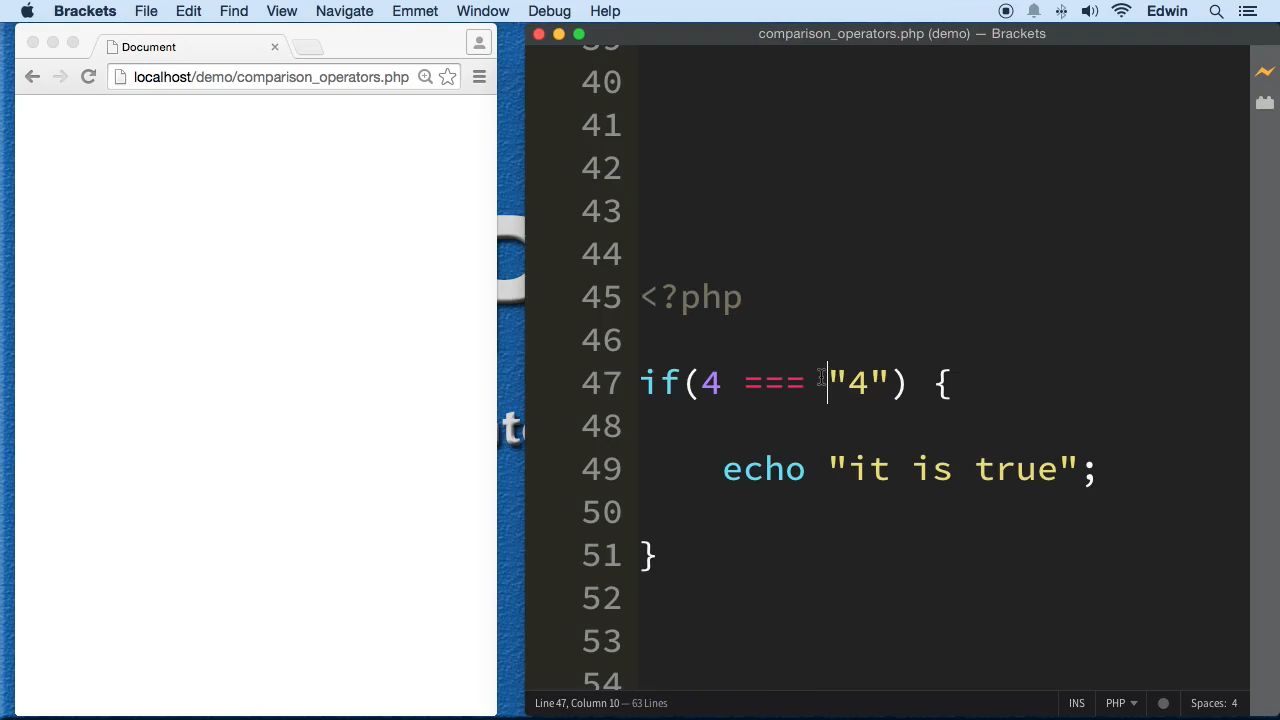 Brackets File Edit Find View Navigate Emmet Window Debug Help Edwin
Document
localhost/demo/comparison_operators.php
comparison_operators.php (demo) — Brackets
39
40
41
42
43
44
45 <?php
46
47 if(4 === "4") {
48
49 echo "it is true";
50
51 }
52
53
54
Line 47, Column 10 — 63 Lines INS PHP Spaces: 4